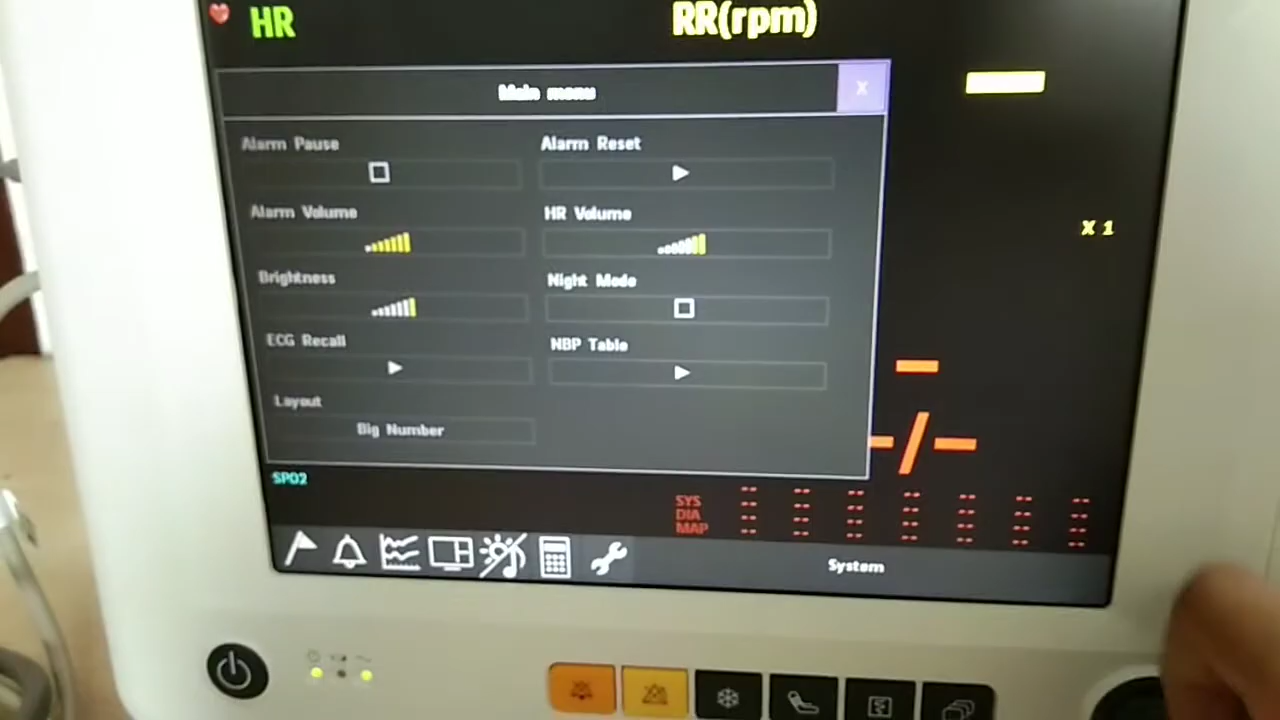 HR
RR(rpm)
Main menu
X
Alarm Pause
Alarm Reset
Alarm Volume
HR Volume
X 1
Brightness
Night Mode
ECG Recall
NBP Table
Layout
Big Number
-/-
SPO2
SYS -- -- -- -- -- -- --
DIA -- -- -- -- -- -- --
MAP -- -- -- -- -- -- --
System